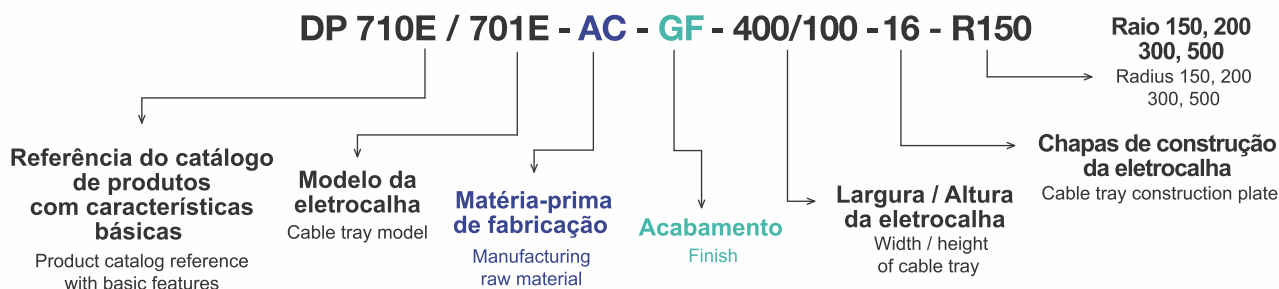 DP 710E / 701E - AC - GF - 400/100 -16 - R150
Raio 150, 200
300, 500
Radius 150, 200
300, 500
Referência do catálogo
de produtos
com características
básicas
Product catalog reference
with basic features
Modelo da
eletrocalha
Cable tray model
Matéria-prima
de fabricação
Manufacturing
raw material
Acabamento
Finish
Largura / Altura
da eletrocalha
Width / height
of cable tray
Chapas de construção
da eletrocalha
Cable tray construction plate